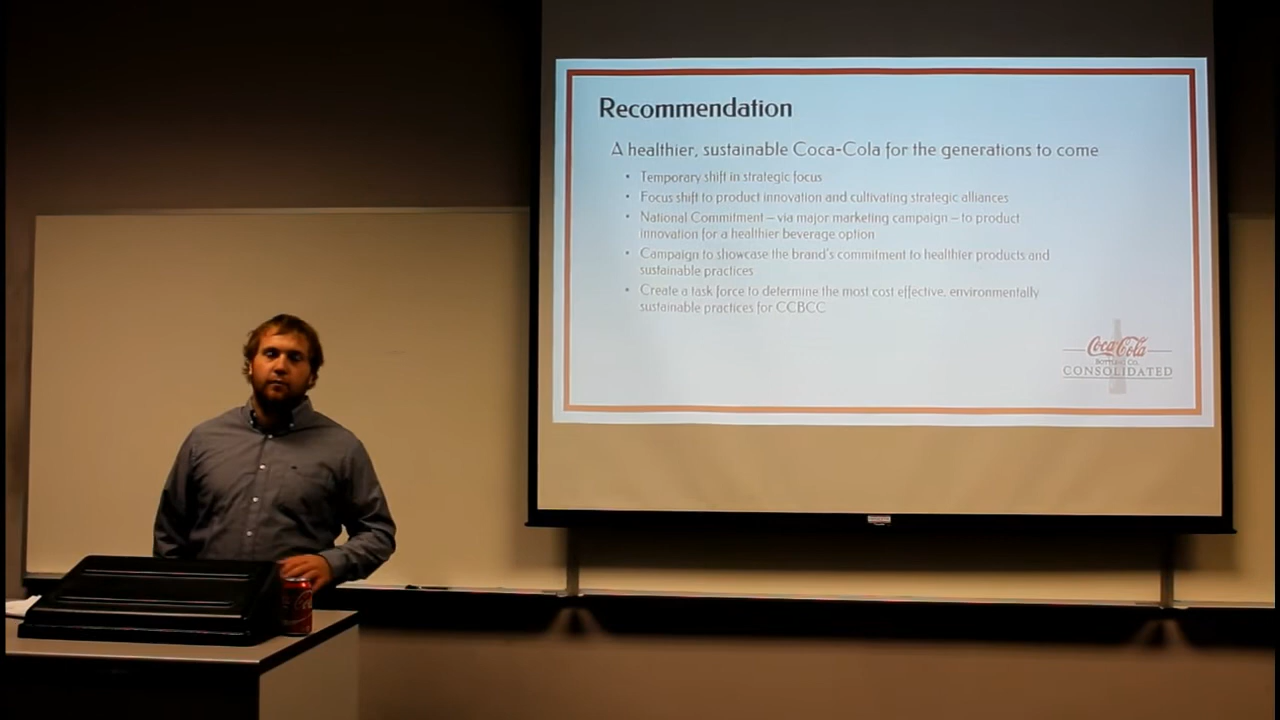 Recommendation
A healthier, sustainable Coca-Cola for the generations to come
• Temporary shift in strategic focus
• Focus shift to product innovation and cultivating strategic alliances
• National Commitment – via major marketing campaign – to product
innovation for a healthier beverage option
• Campaign to showcase the brand's commitment to healthier products and
sustainable practices
• Create a task force to determine the most cost effective, environmentally
sustainable practices for CCBCC
Coca-Cola
BOTTLING CO.
CONSOLIDATED